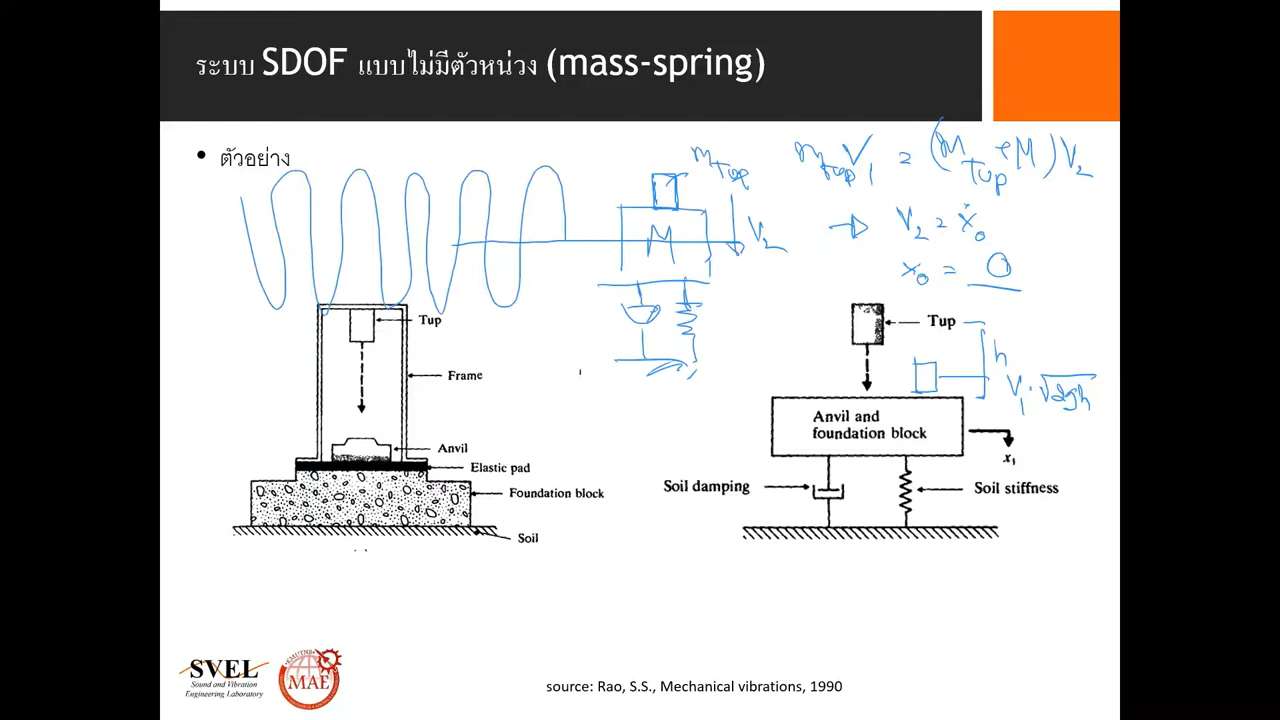 ระบบ SDOF แบบไม่มีตัวหน่วง (mass-spring)
• ตัวอย่าง
m Tup
m Tup V1 = (M Tup + M) V2
M
V2
V2 = ẋ0
x0 = 0
Tup
Frame
Anvil
Elastic pad
Foundation block
Soil
Tup
h
V1 = √2gh
Anvil and
foundation block
x1
Soil damping
Soil stiffness
SVEL
Sound and Vibration
Engineering Laboratory
KMUTNB
MAE
source: Rao, S.S., Mechanical vibrations, 1990